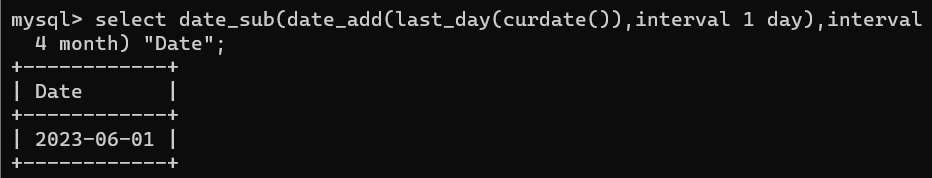 mysql> select date_sub(date_add(last_day(curdate()),interval 1 day),interval
  4 month) "Date";
+------------+
| Date       |
+------------+
| 2023-06-01 |
+------------+